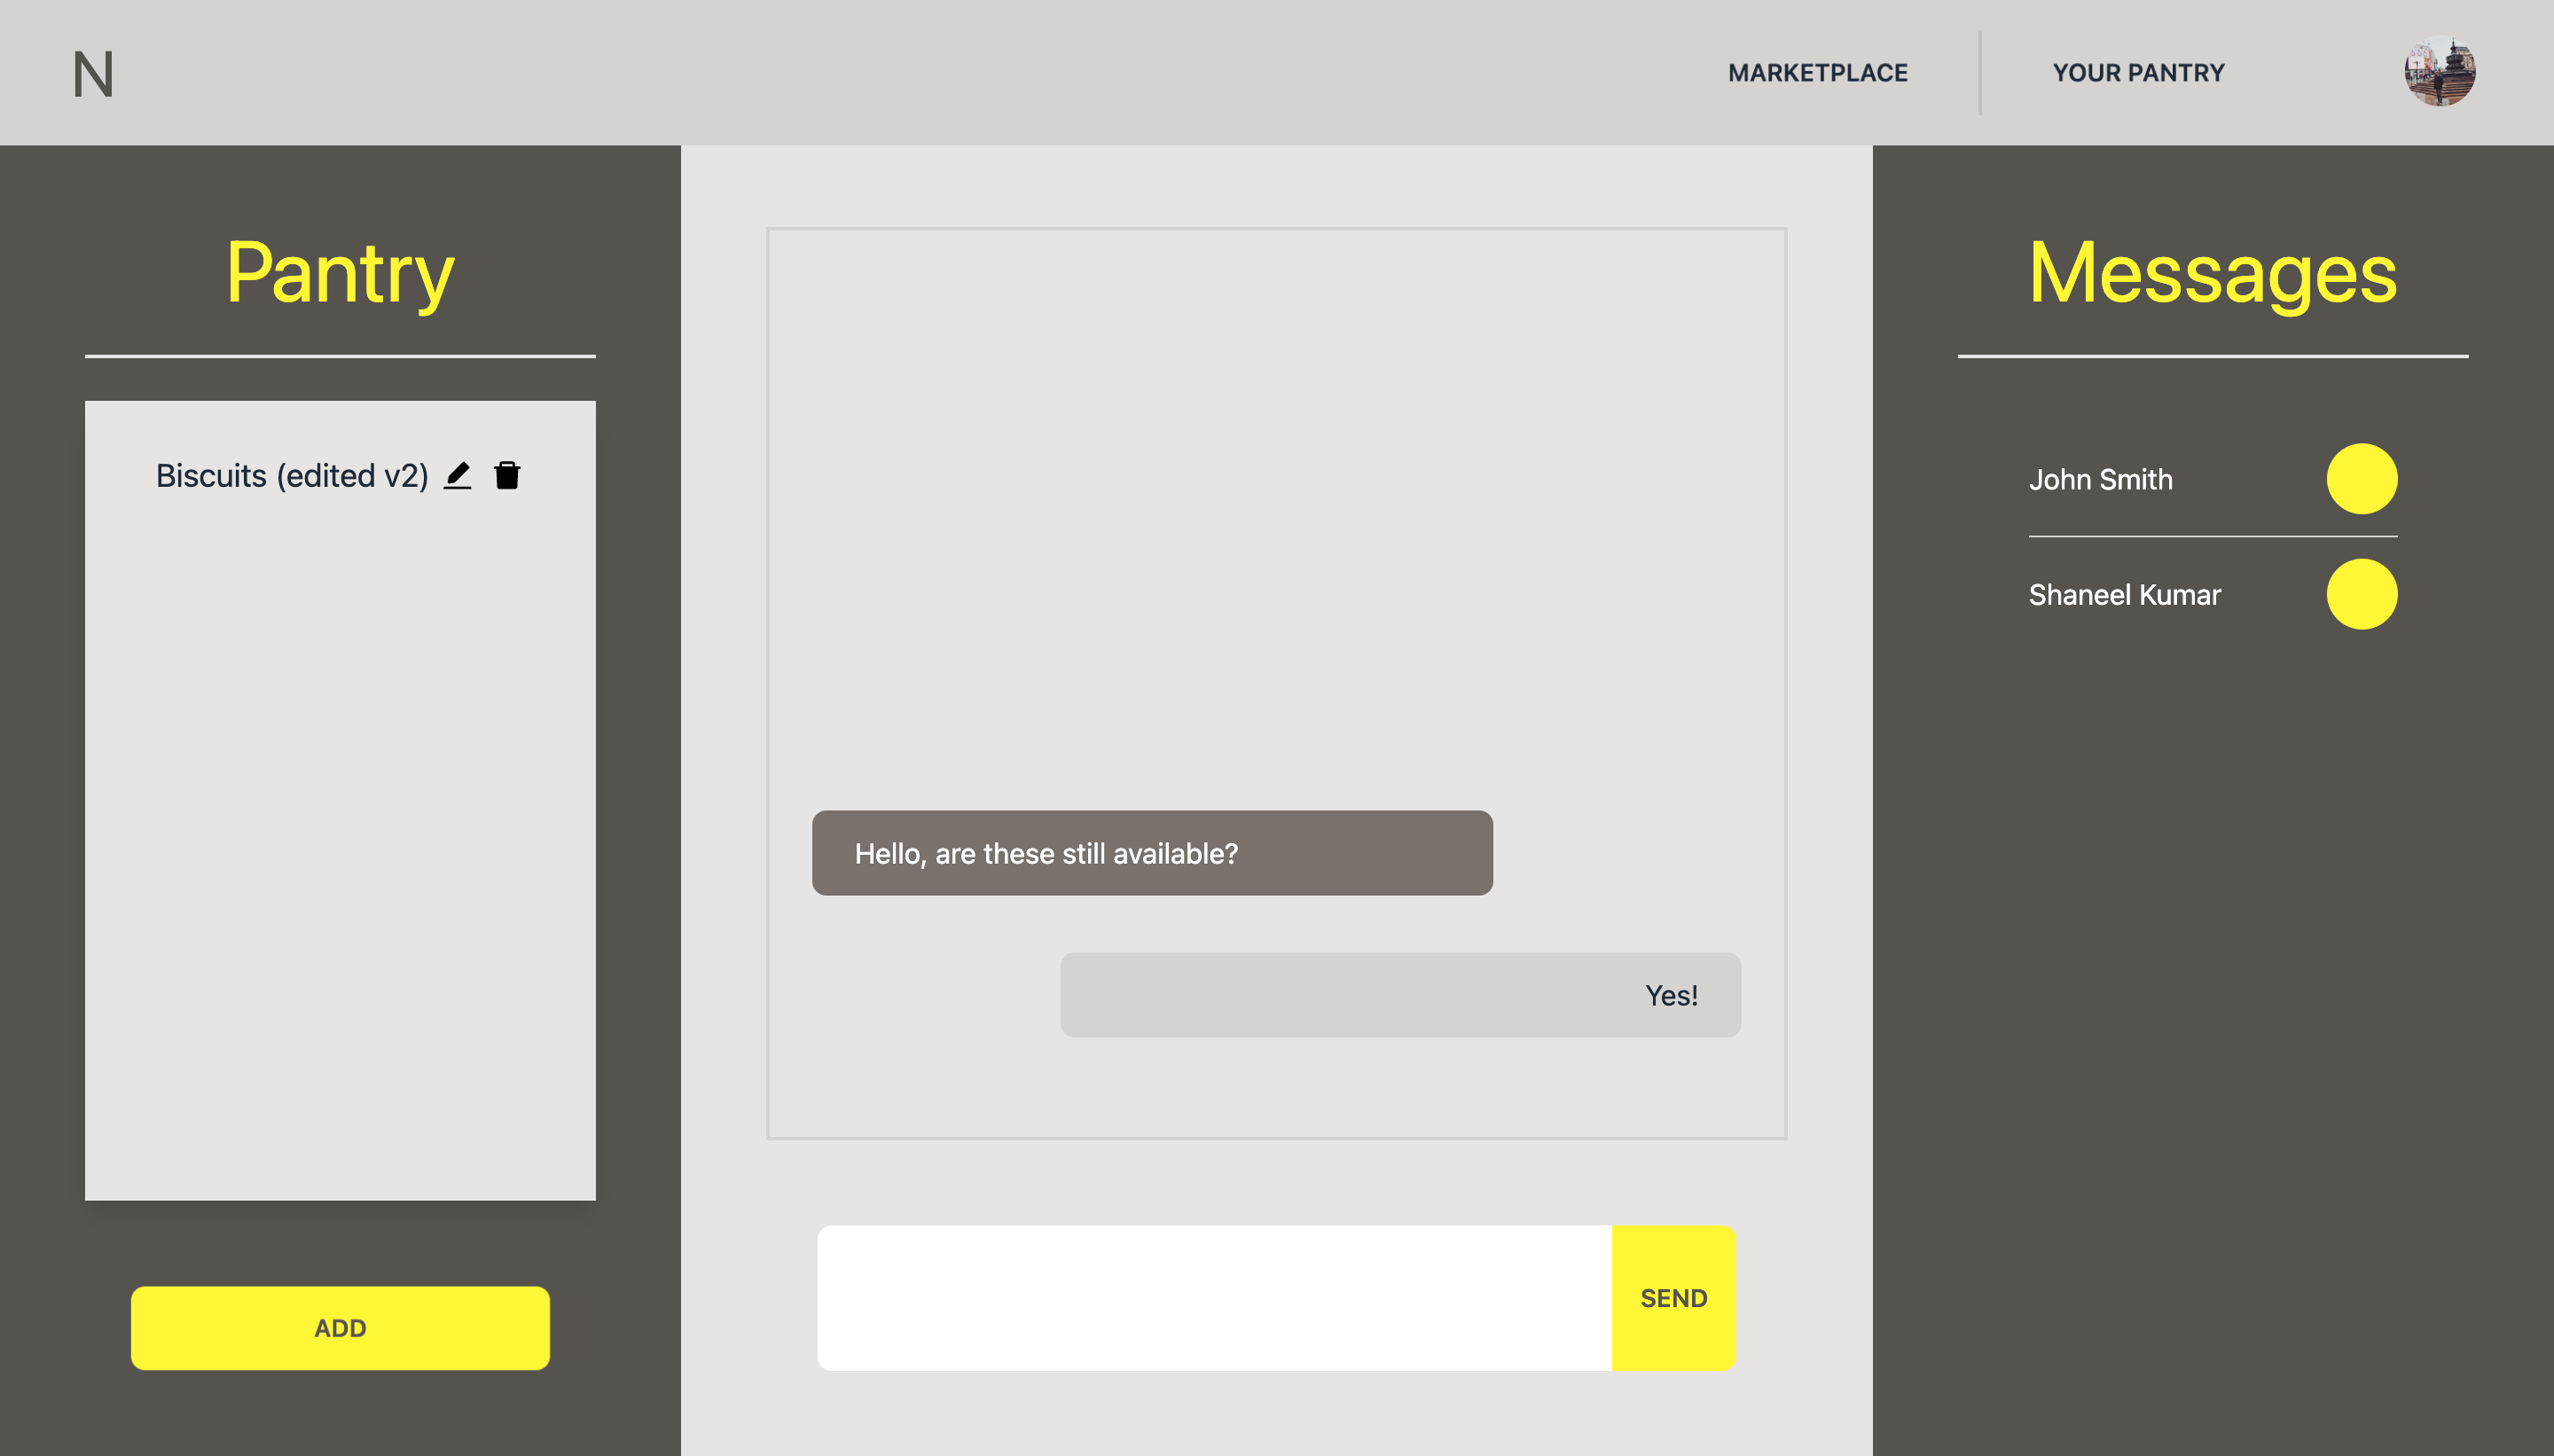 N
MARKETPLACE
YOUR PANTRY
Pantry
Biscuits (edited v2)
ADD
Hello, are these still available?
Yes!
SEND
Messages
John Smith
Shaneel Kumar